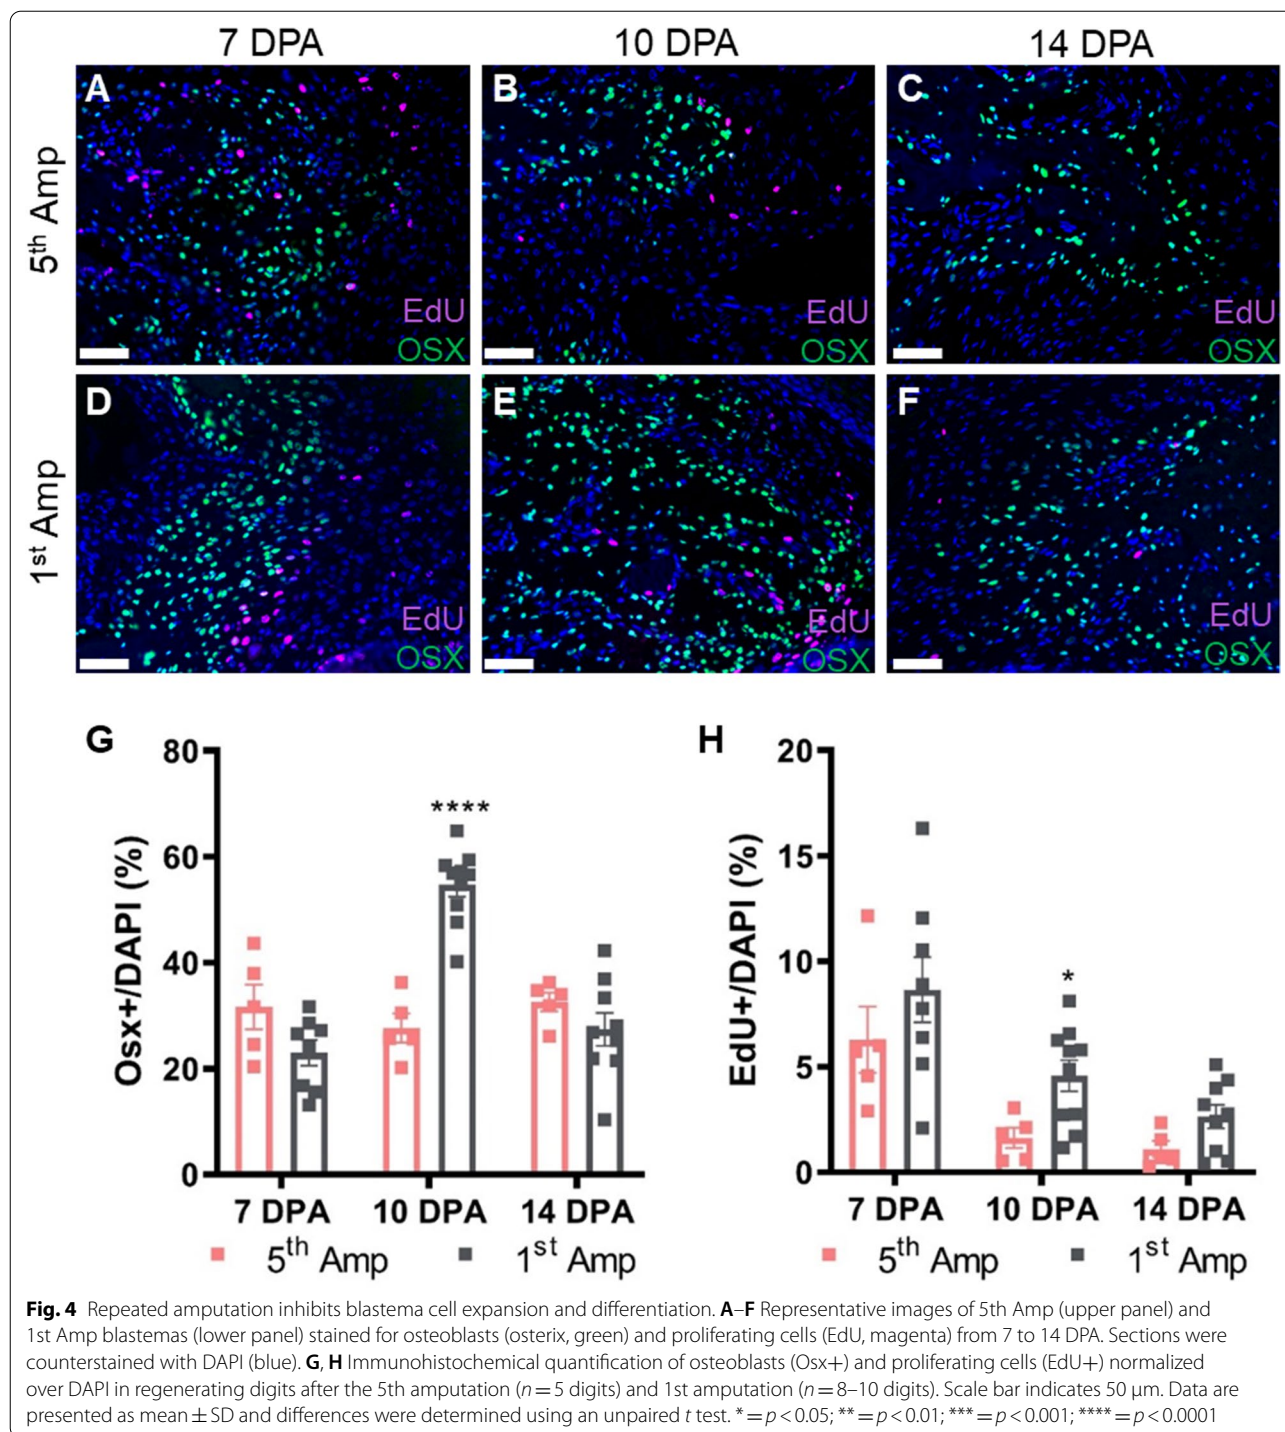 7 DPA 10 DPA 14 DPA
5th Amp
A B C
EdU EdU EdU
OSX OSX OSX
1st Amp
D E F
EdU EdU EdU
OSX OSX OSX
G
Osx+/DAPI (%)
80
60
40
20
0
****
7 DPA 10 DPA 14 DPA
5th Amp 1st Amp
H
EdU+/DAPI (%)
20
15
10
5
0
*
7 DPA 10 DPA 14 DPA
5th Amp 1st Amp
Fig. 4 Repeated amputation inhibits blastema cell expansion and differentiation. A–F Representative images of 5th Amp (upper panel) and
1st Amp blastemas (lower panel) stained for osteoblasts (osterix, green) and proliferating cells (EdU, magenta) from 7 to 14 DPA. Sections were
counterstained with DAPI (blue). G, H Immunohistochemical quantification of osteoblasts (Osx+) and proliferating cells (EdU+) normalized
over DAPI in regenerating digits after the 5th amputation (n = 5 digits) and 1st amputation (n = 8–10 digits). Scale bar indicates 50 μm. Data are
presented as mean ± SD and differences were determined using an unpaired t test. * = p < 0.05; ** = p < 0.01; *** = p < 0.001; **** = p < 0.0001